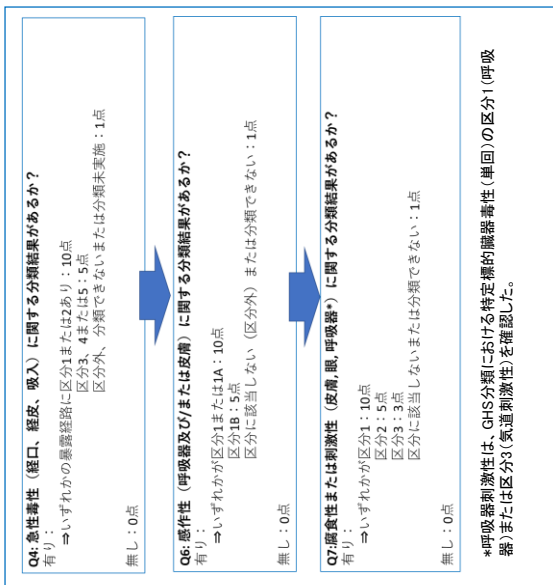 Q4: 急性毒性（経口、経皮、吸入）に関する分類結果があるか？
有り：
⇒いずれかの暴露経路に区分1または2あり：10点
区分3、4または5：5点
区分外、分類できないまたは分類未実施：1点
無し：0点
Q6: 感作性（呼吸器及び/または皮膚）に関する分類結果があるか？
有り：
⇒いずれかが区分1または1A：10点
区分1B：5点
区分に該当しない（区分外）または分類できない：1点
無し：0点
Q7:腐食性または刺激性（皮膚,眼,呼吸器*）に関する分類結果があるか？
有り：
⇒いずれかが区分1：10点
区分2：5点
区分3：3点
区分に該当しないまたは分類できない：1点
無し：0点
*呼吸器刺激性は、GHS分類における特定標的臓器毒性（単回）の区分1（呼吸
器）または区分3（気道刺激性）を確認した。